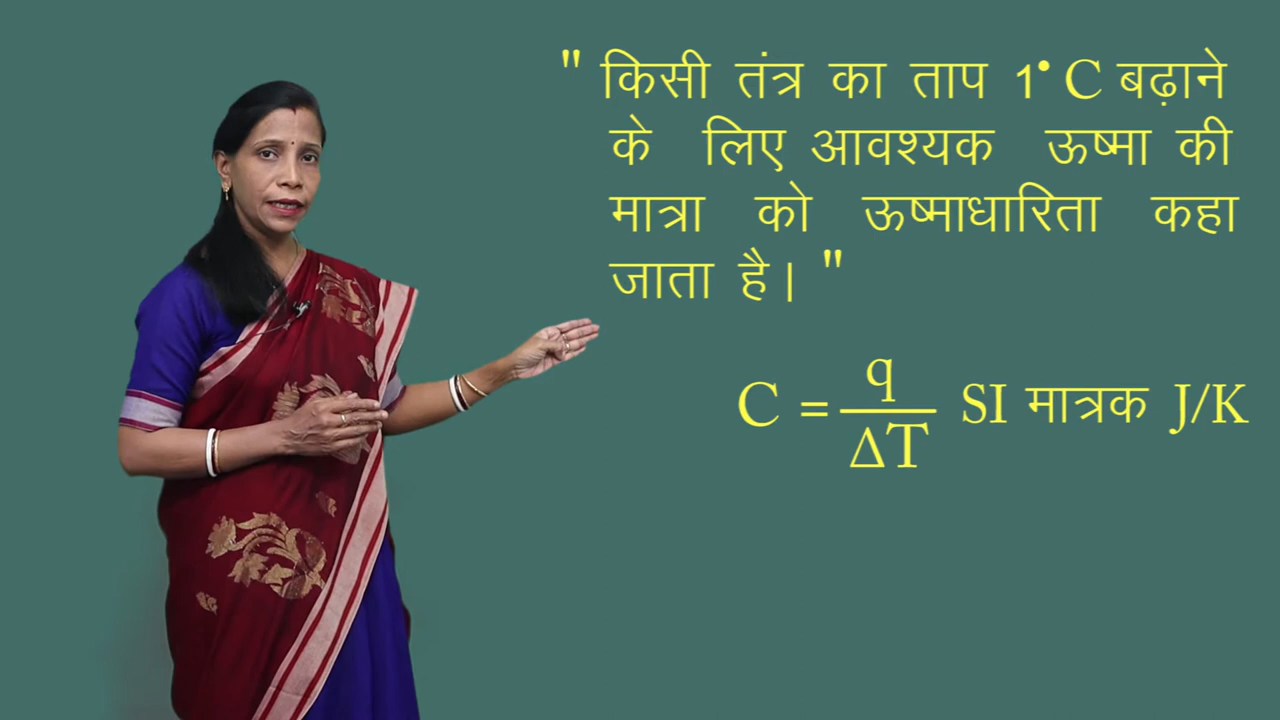 " किसी तंत्र का ताप 1°C बढ़ाने
के लिए आवश्यक ऊष्मा की
मात्रा को ऊष्माधारिता कहा
जाता है। "
C = q/ΔT SI मात्रक J/K